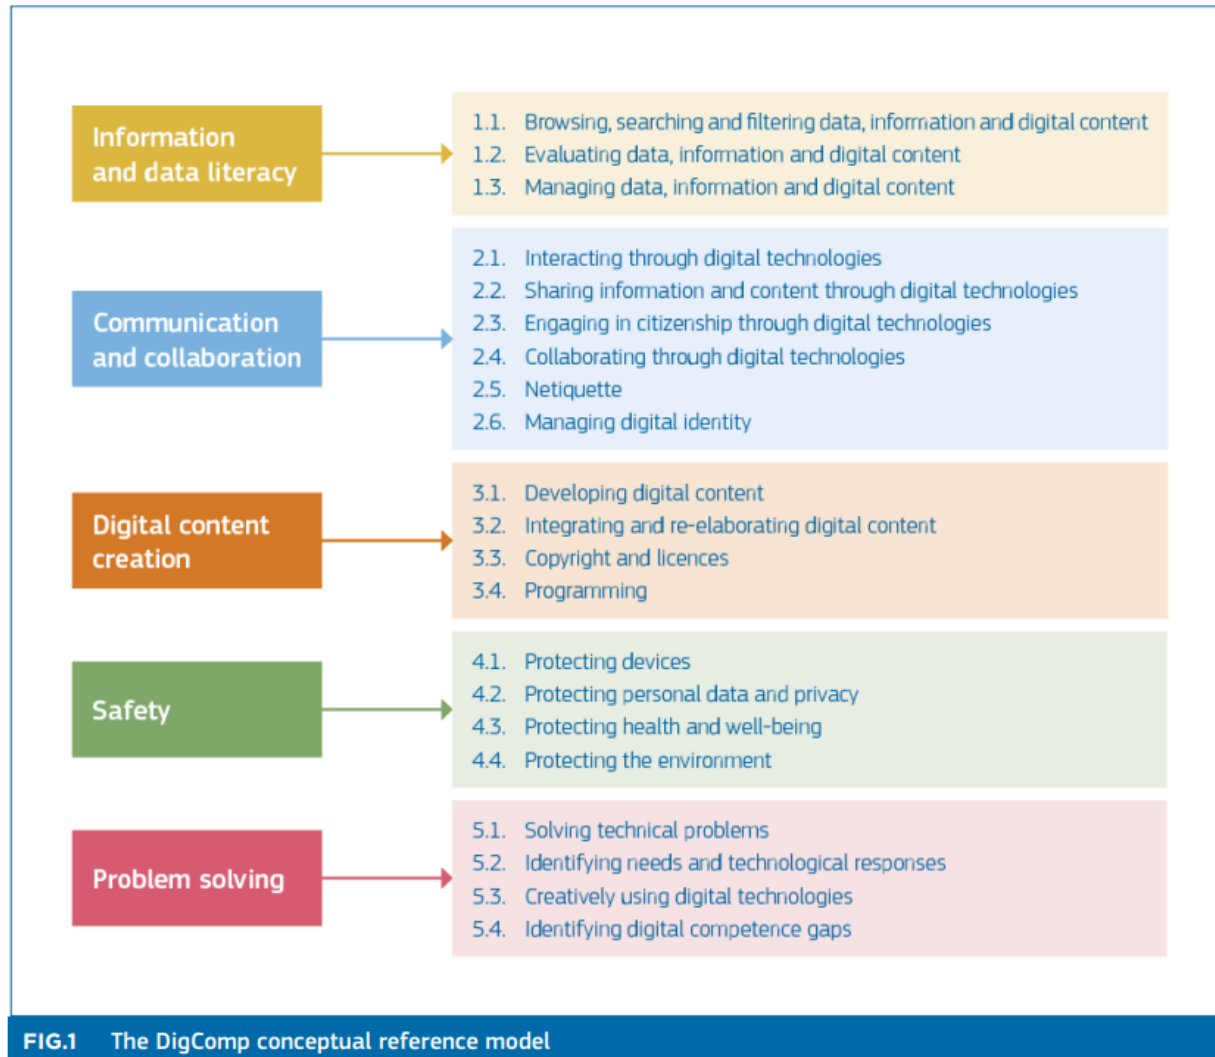 Information
and data literacy
1.1. Browsing, searching and filtering data, information and digital content
1.2. Evaluating data, information and digital content
1.3. Managing data, information and digital content
Communication
and collaboration
2.1. Interacting through digital technologies
2.2. Sharing information and content through digital technologies
2.3. Engaging in citizenship through digital technologies
2.4. Collaborating through digital technologies
2.5. Netiquette
2.6. Managing digital identity
Digital content
creation
3.1. Developing digital content
3.2. Integrating and re-elaborating digital content
3.3. Copyright and licences
3.4. Programming
Safety
4.1. Protecting devices
4.2. Protecting personal data and privacy
4.3. Protecting health and well-being
4.4. Protecting the environment
Problem solving
5.1. Solving technical problems
5.2. Identifying needs and technological responses
5.3. Creatively using digital technologies
5.4. Identifying digital competence gaps
FIG.1 The DigComp conceptual reference model